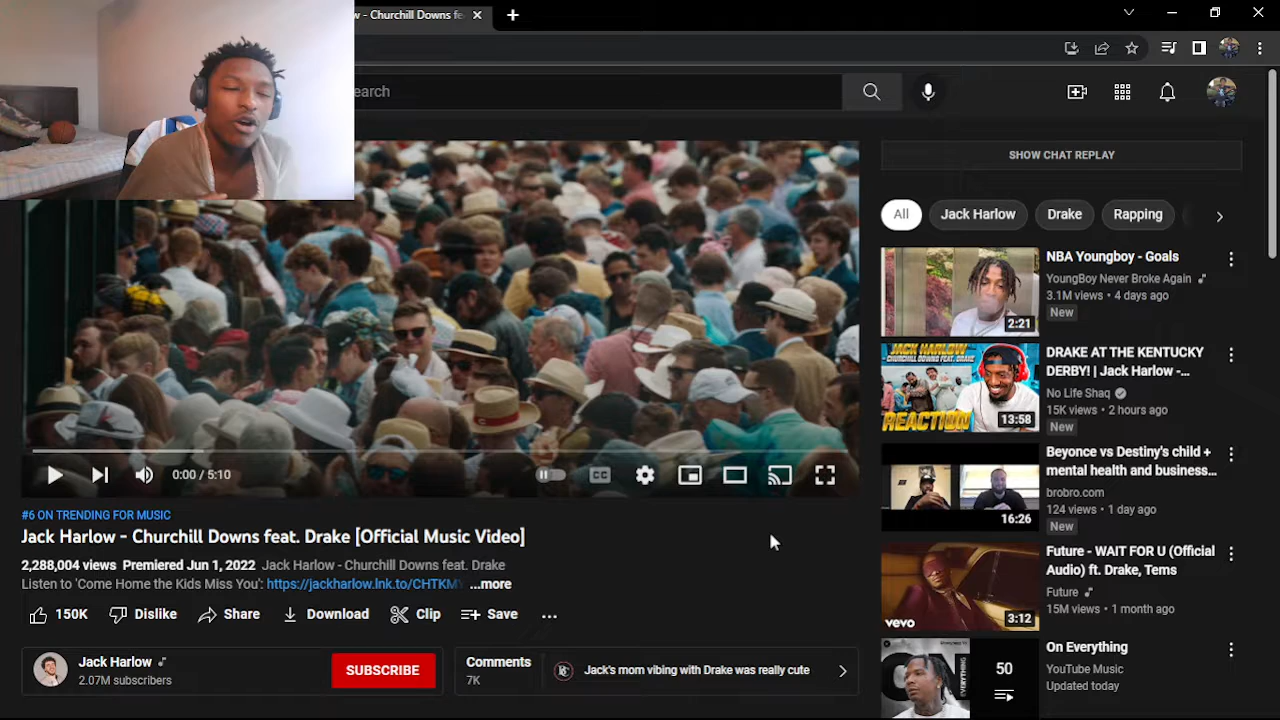 w - Churchill Downs fe
earch
SHOW CHAT REPLAY
All
Jack Harlow
Drake
Rapping
NBA Youngboy - Goals
YoungBoy Never Broke Again
3.1M views • 4 days ago
New
2:21
JACK HARLOW
CHURCHILL DOWNS FEAT. DRAKE
REACTION
13:58
DRAKE AT THE KENTUCKY
DERBY! | Jack Harlow -...
No Life Shaq
15K views • 2 hours ago
New
16:26
Beyonce vs Destiny's child +
mental health and business...
brobro.com
124 views • 1 day ago
New
vevo
3:12
Future - WAIT FOR U (Official
Audio) ft. Drake, Tems
Future
15M views • 1 month ago
EVERYTHING
50
On Everything
YouTube Music
Updated today
0:00 / 5:10
CC
#6 ON TRENDING FOR MUSIC
Jack Harlow - Churchill Downs feat. Drake [Official Music Video]
2,288,004 views Premiered Jun 1, 2022 Jack Harlow - Churchill Downs feat. Drake
Listen to 'Come Home the Kids Miss You': https://jackharlow.lnk.to/CHTKMY ...more
150K
Dislike
Share
Download
Clip
Save
Jack Harlow
2.07M subscribers
SUBSCRIBE
Comments
7K
Jack's mom vibing with Drake was really cute